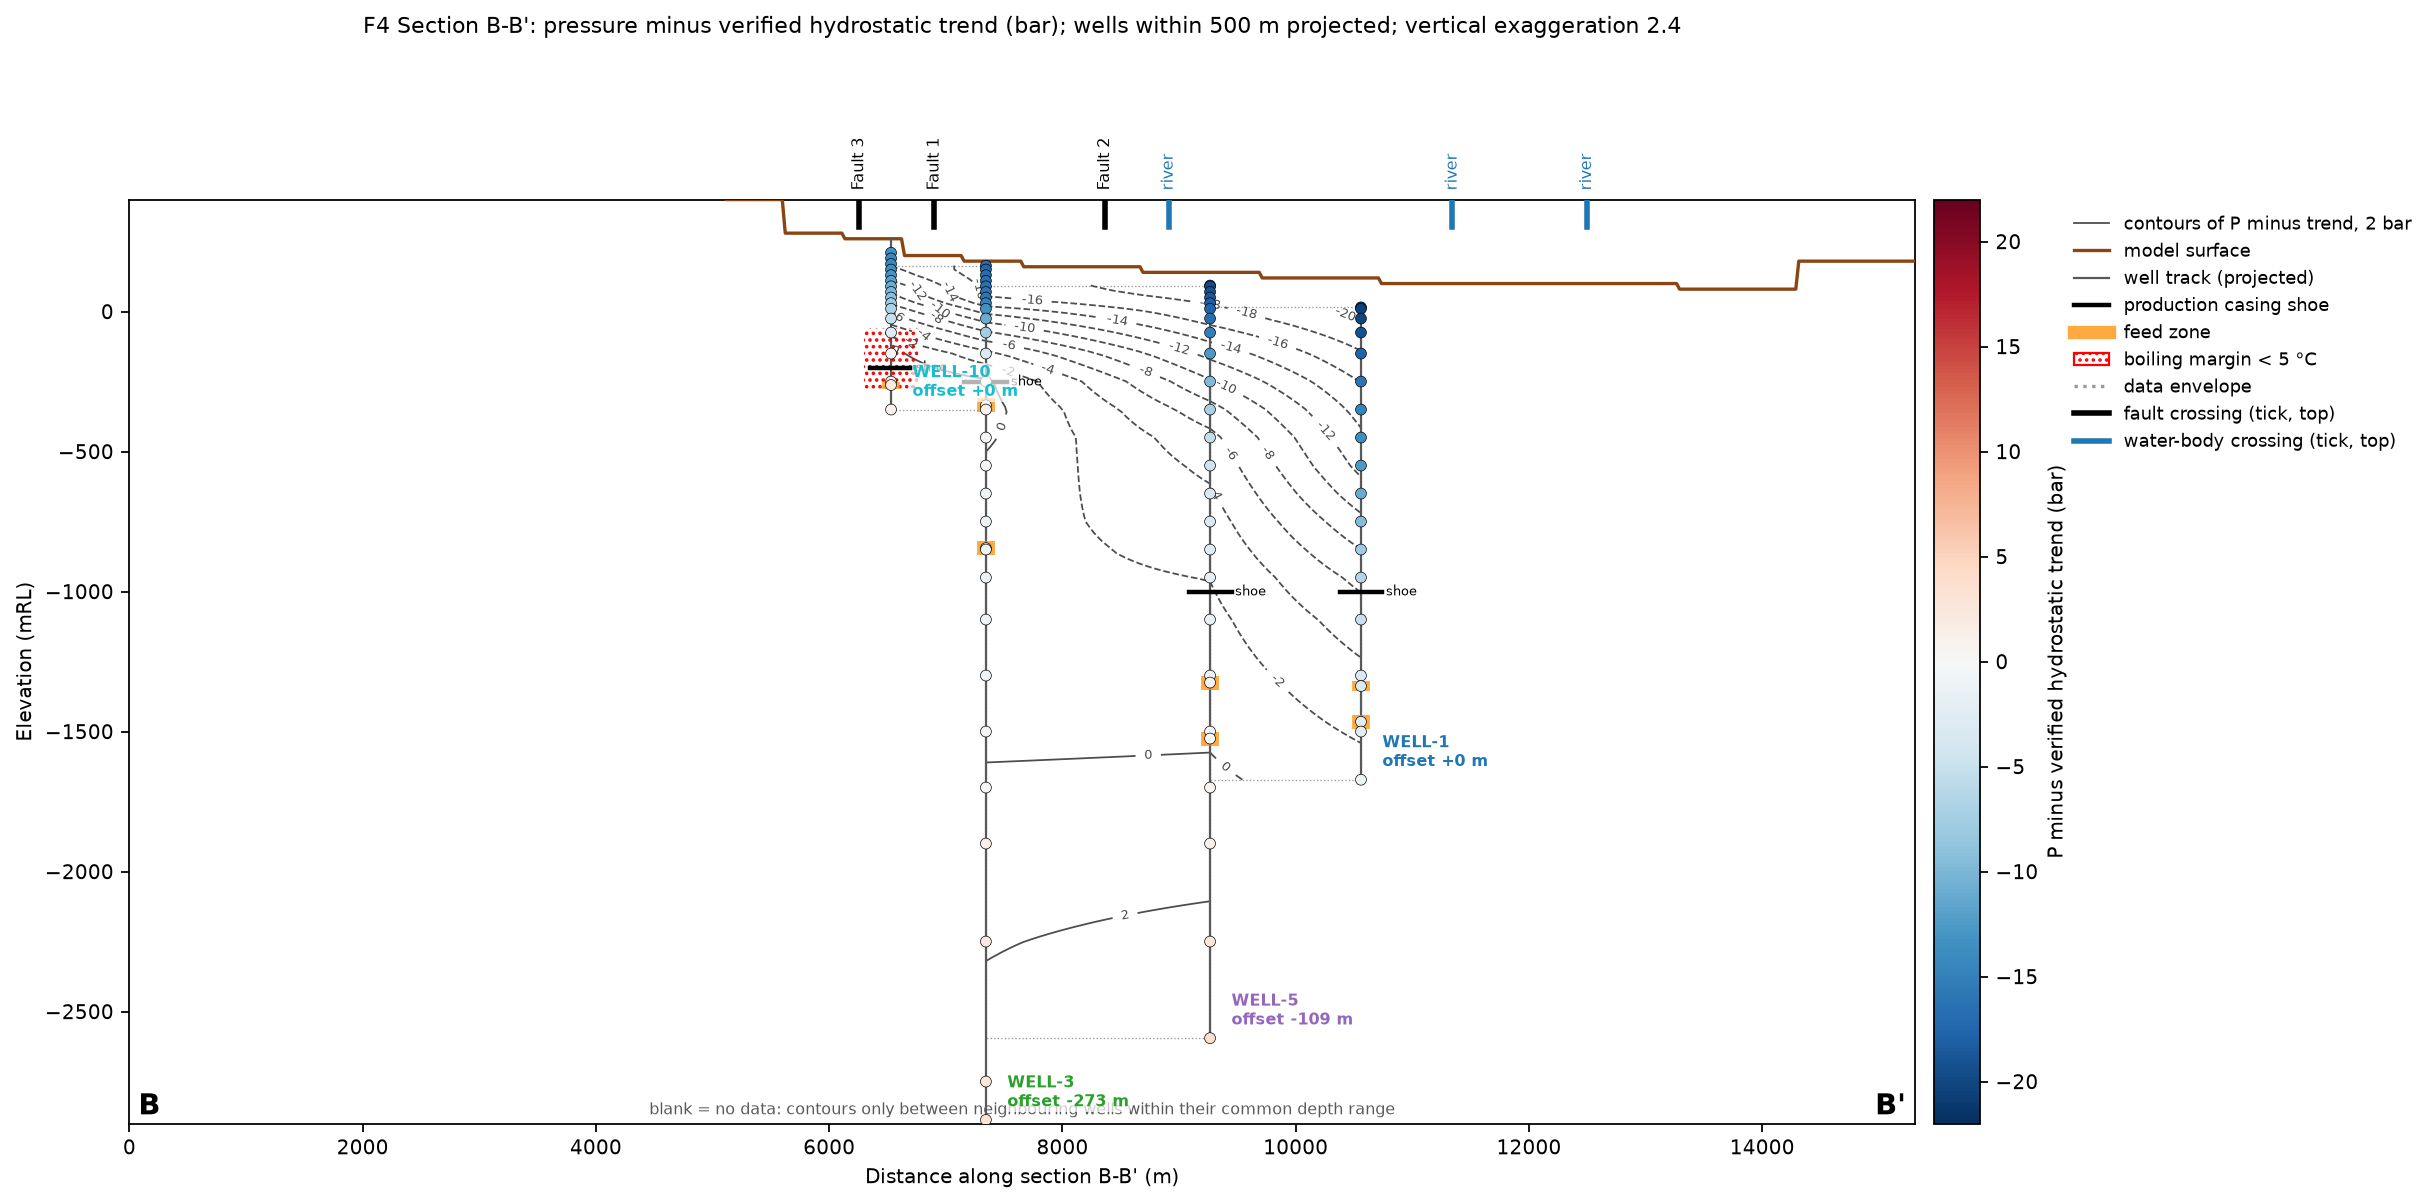 F4 Section B-B': pressure minus verified hydrostatic trend (bar); wells within 500 m projected; vertical exaggeration 2.4
Fault 3
Fault 1
Fault 2
river
river
river
contours of P minus trend, 2 bar
model surface
well track (projected)
production casing shoe
feed zone
boiling margin < 5 °C
data envelope
fault crossing (tick, top)
water-body crossing (tick, top)
20
15
10
5
0
−5
−10
−15
−20
P minus verified hydrostatic trend (bar)
0
−500
−1000
−1500
−2000
−2500
Elevation (mRL)
-12
-14
-10
-8
-4
-16
-10
-6
-2
-4
-14
-12
-8
-18
-14
-10
-16
-20
-12
-6
-8
-2
0
0
0
2
WELL-10
offset +0 m
shoe
shoe
shoe
WELL-1
offset +0 m
WELL-5
offset -109 m
WELL-3
offset -273 m
blank = no data: contours only between neighbouring wells within their common depth range
B
B'
0
2000
4000
6000
8000
10000
12000
14000
Distance along section B-B' (m)